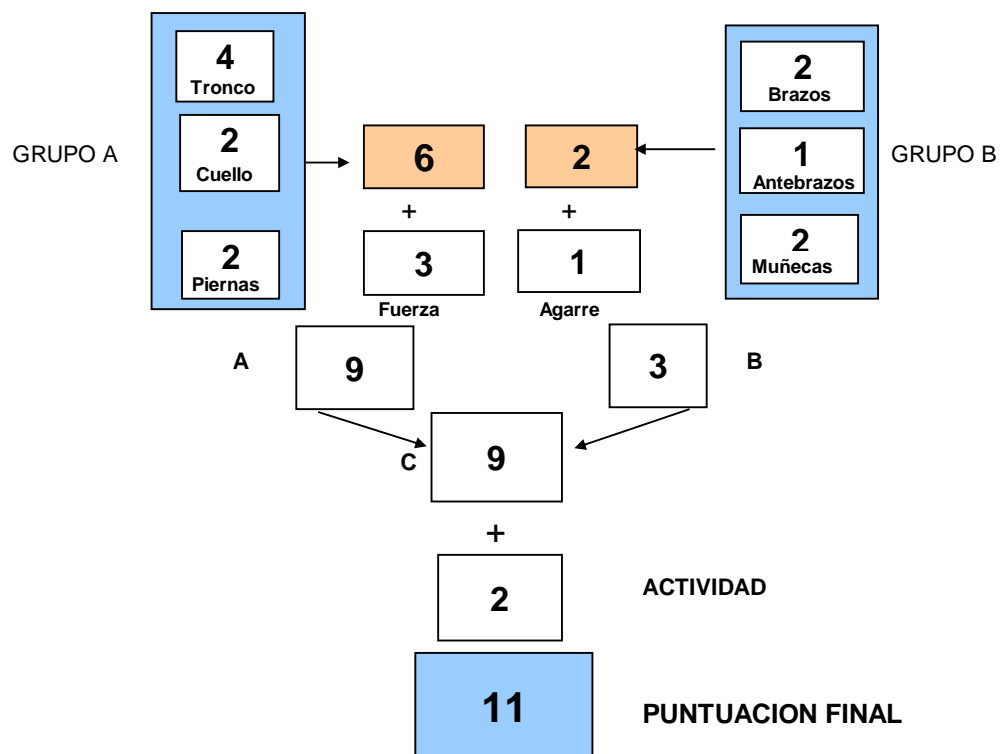 4
Tronco
2
Cuello
2
Piernas
GRUPO A
6
+
3
Fuerza
2
+
1
Agarre
2
Brazos
1
Antebrazos
2
Muñecas
GRUPO B
A
9
3
B
C
9
+
2
ACTIVIDAD
11
PUNTUACION FINAL